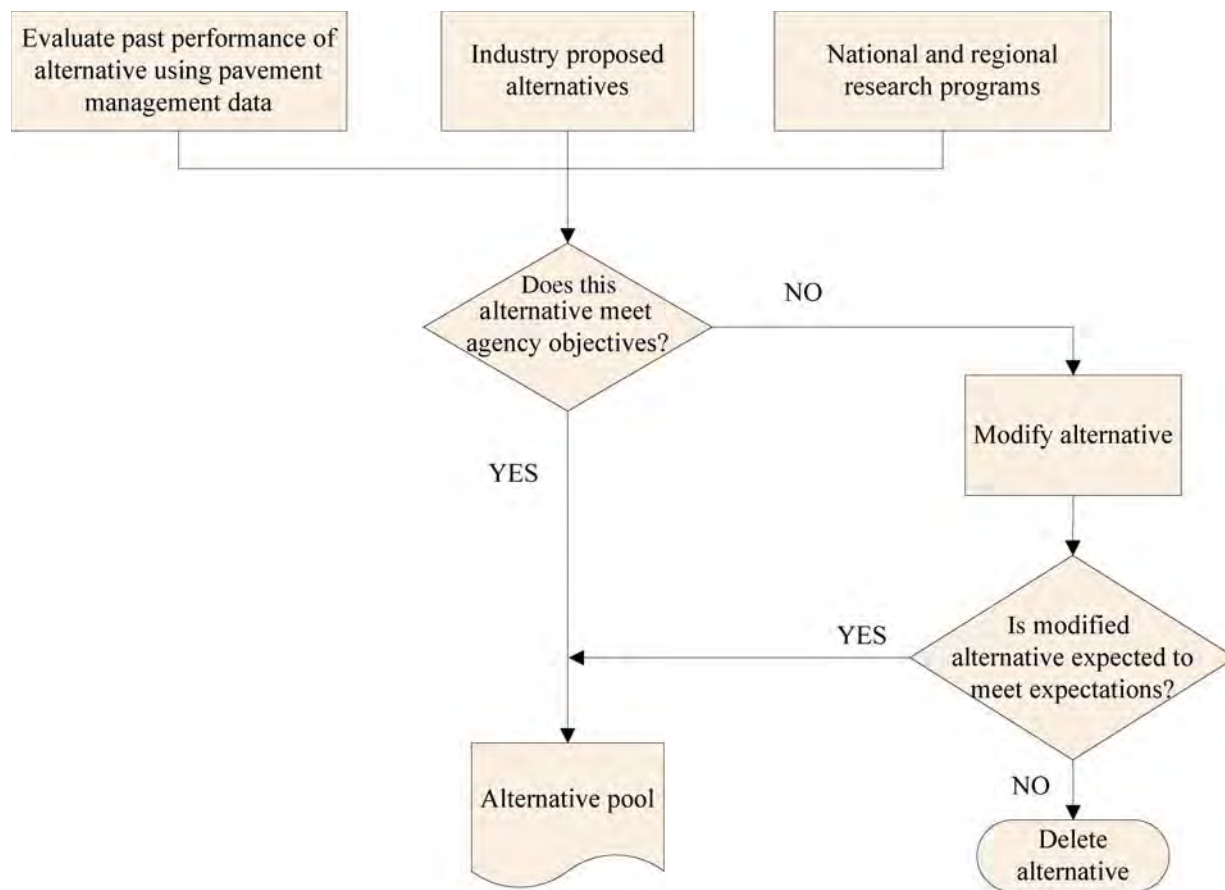 Evaluate past performance of
alternative using pavement
management data
Industry proposed
alternatives
National and regional
research programs
Does this
alternative meet
agency objectives?
NO
Modify alternative
YES
YES
Is modified
alternative expected to
meet expectations?
Alternative pool
NO
Delete
alternative